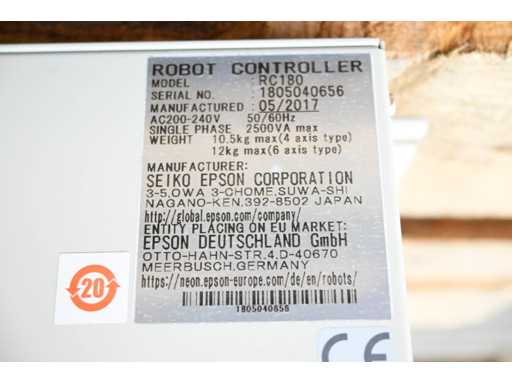 ROBOT CONTROLLER
MODEL RC180
SERIAL NO. 1805040656
MANUFACTURED 05/2017
AC200-240V 50/60Hz
SINGLE PHASE 2500VA max
WEIGHT 10.5kg max(4 axis type)
12kg max(6 axis type)
MANUFACTURER:
SEIKO EPSON CORPORATION
3-5,OWA 3-CHOME,SUWA-SHI
NAGANO-KEN,392-8502 JAPAN
http://global.epson.com/company/
ENTITY PLACING ON EU MARKET:
EPSON DEUTSCHLAND GmbH
OTTO-HAHN-STR.4,D-40670
MEERBUSCH,GERMANY
https://neon.epson-europe.com/de/en/robots/
1805040656
20
CE